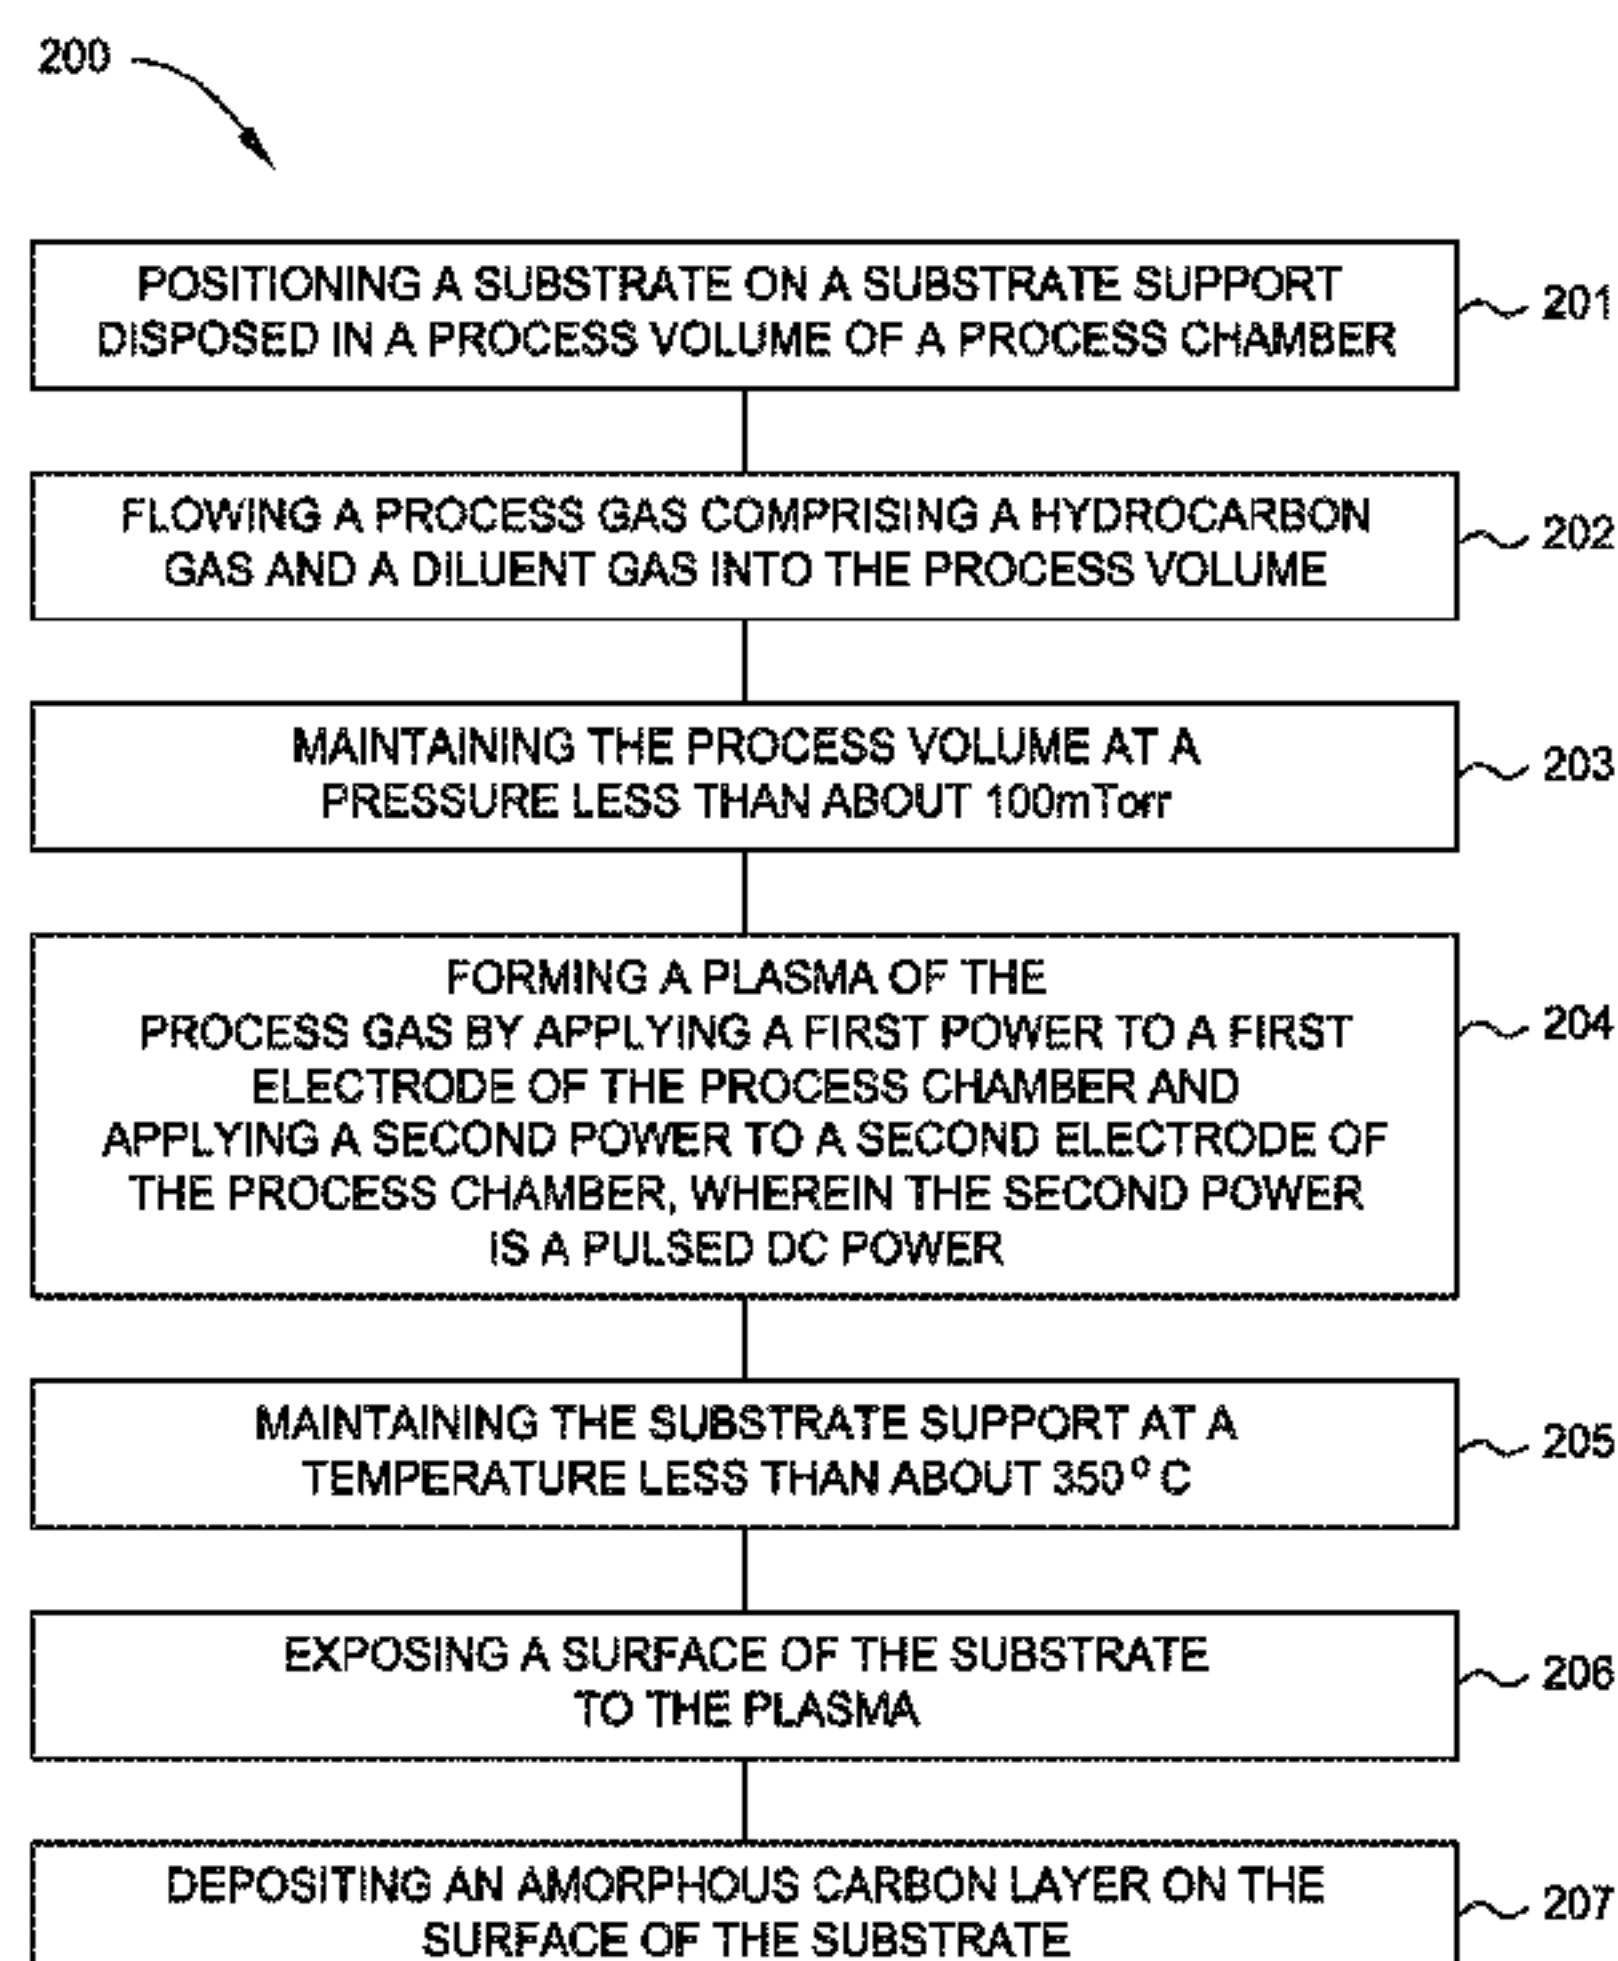 200
POSITIONING A SUBSTRATE ON A SUBSTRATE SUPPORT
DISPOSED IN A PROCESS VOLUME OF A PROCESS CHAMBER
201
FLOWING A PROCESS GAS COMPRISING A HYDROCARBON
GAS AND A DILUENT GAS INTO THE PROCESS VOLUME
202
MAINTAINING THE PROCESS VOLUME AT A
PRESSURE LESS THAN ABOUT 100mTorr
203
FORMING A PLASMA OF THE
PROCESS GAS BY APPLYING A FIRST POWER TO A FIRST
ELECTRODE OF THE PROCESS CHAMBER AND
APPLYING A SECOND POWER TO A SECOND ELECTRODE OF
THE PROCESS CHAMBER, WHEREIN THE SECOND POWER
IS A PULSED DC POWER
204
MAINTAINING THE SUBSTRATE SUPPORT AT A
TEMPERATURE LESS THAN ABOUT 350° C
205
EXPOSING A SURFACE OF THE SUBSTRATE
TO THE PLASMA
206
DEPOSITING AN AMORPHOUS CARBON LAYER ON THE
SURFACE OF THE SUBSTRATE
207